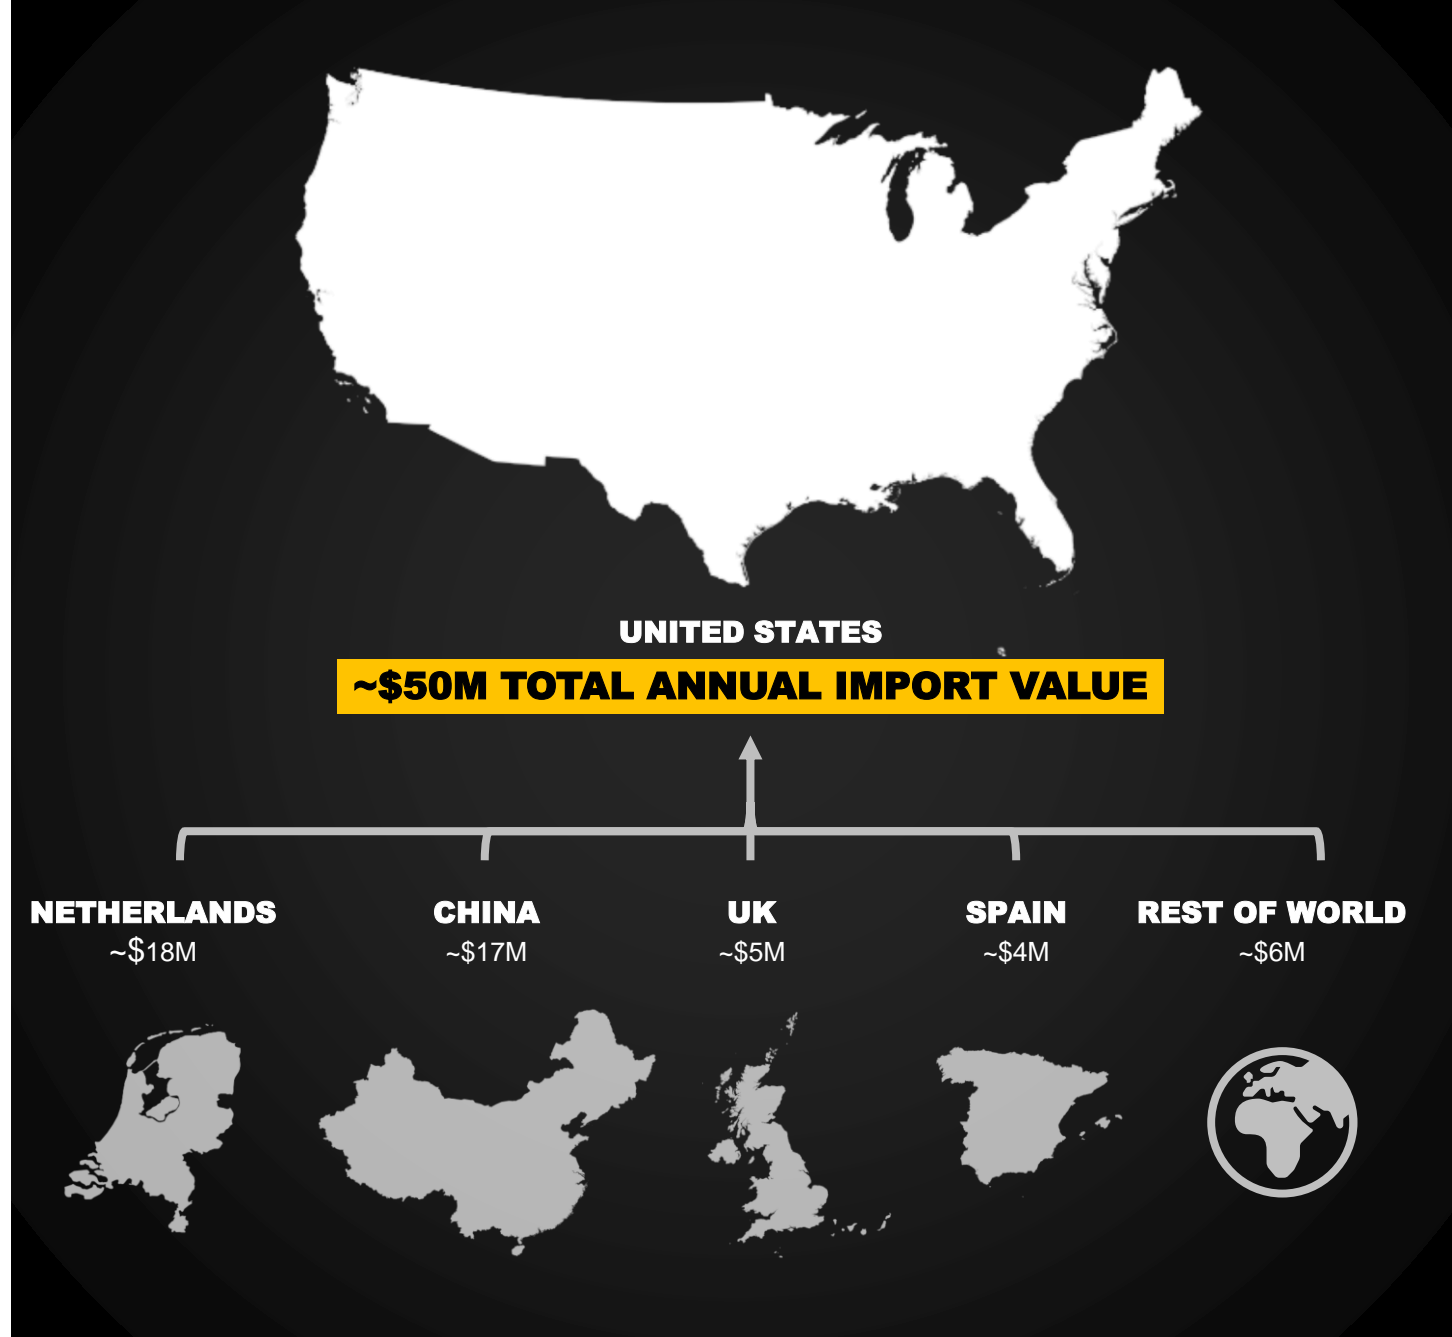 UNITED STATES
~$50M TOTAL ANNUAL IMPORT VALUE
NETHERLANDS
~$18M
CHINA
~$17M
UK
~$5M
SPAIN
~$4M
REST OF WORLD
~$6M